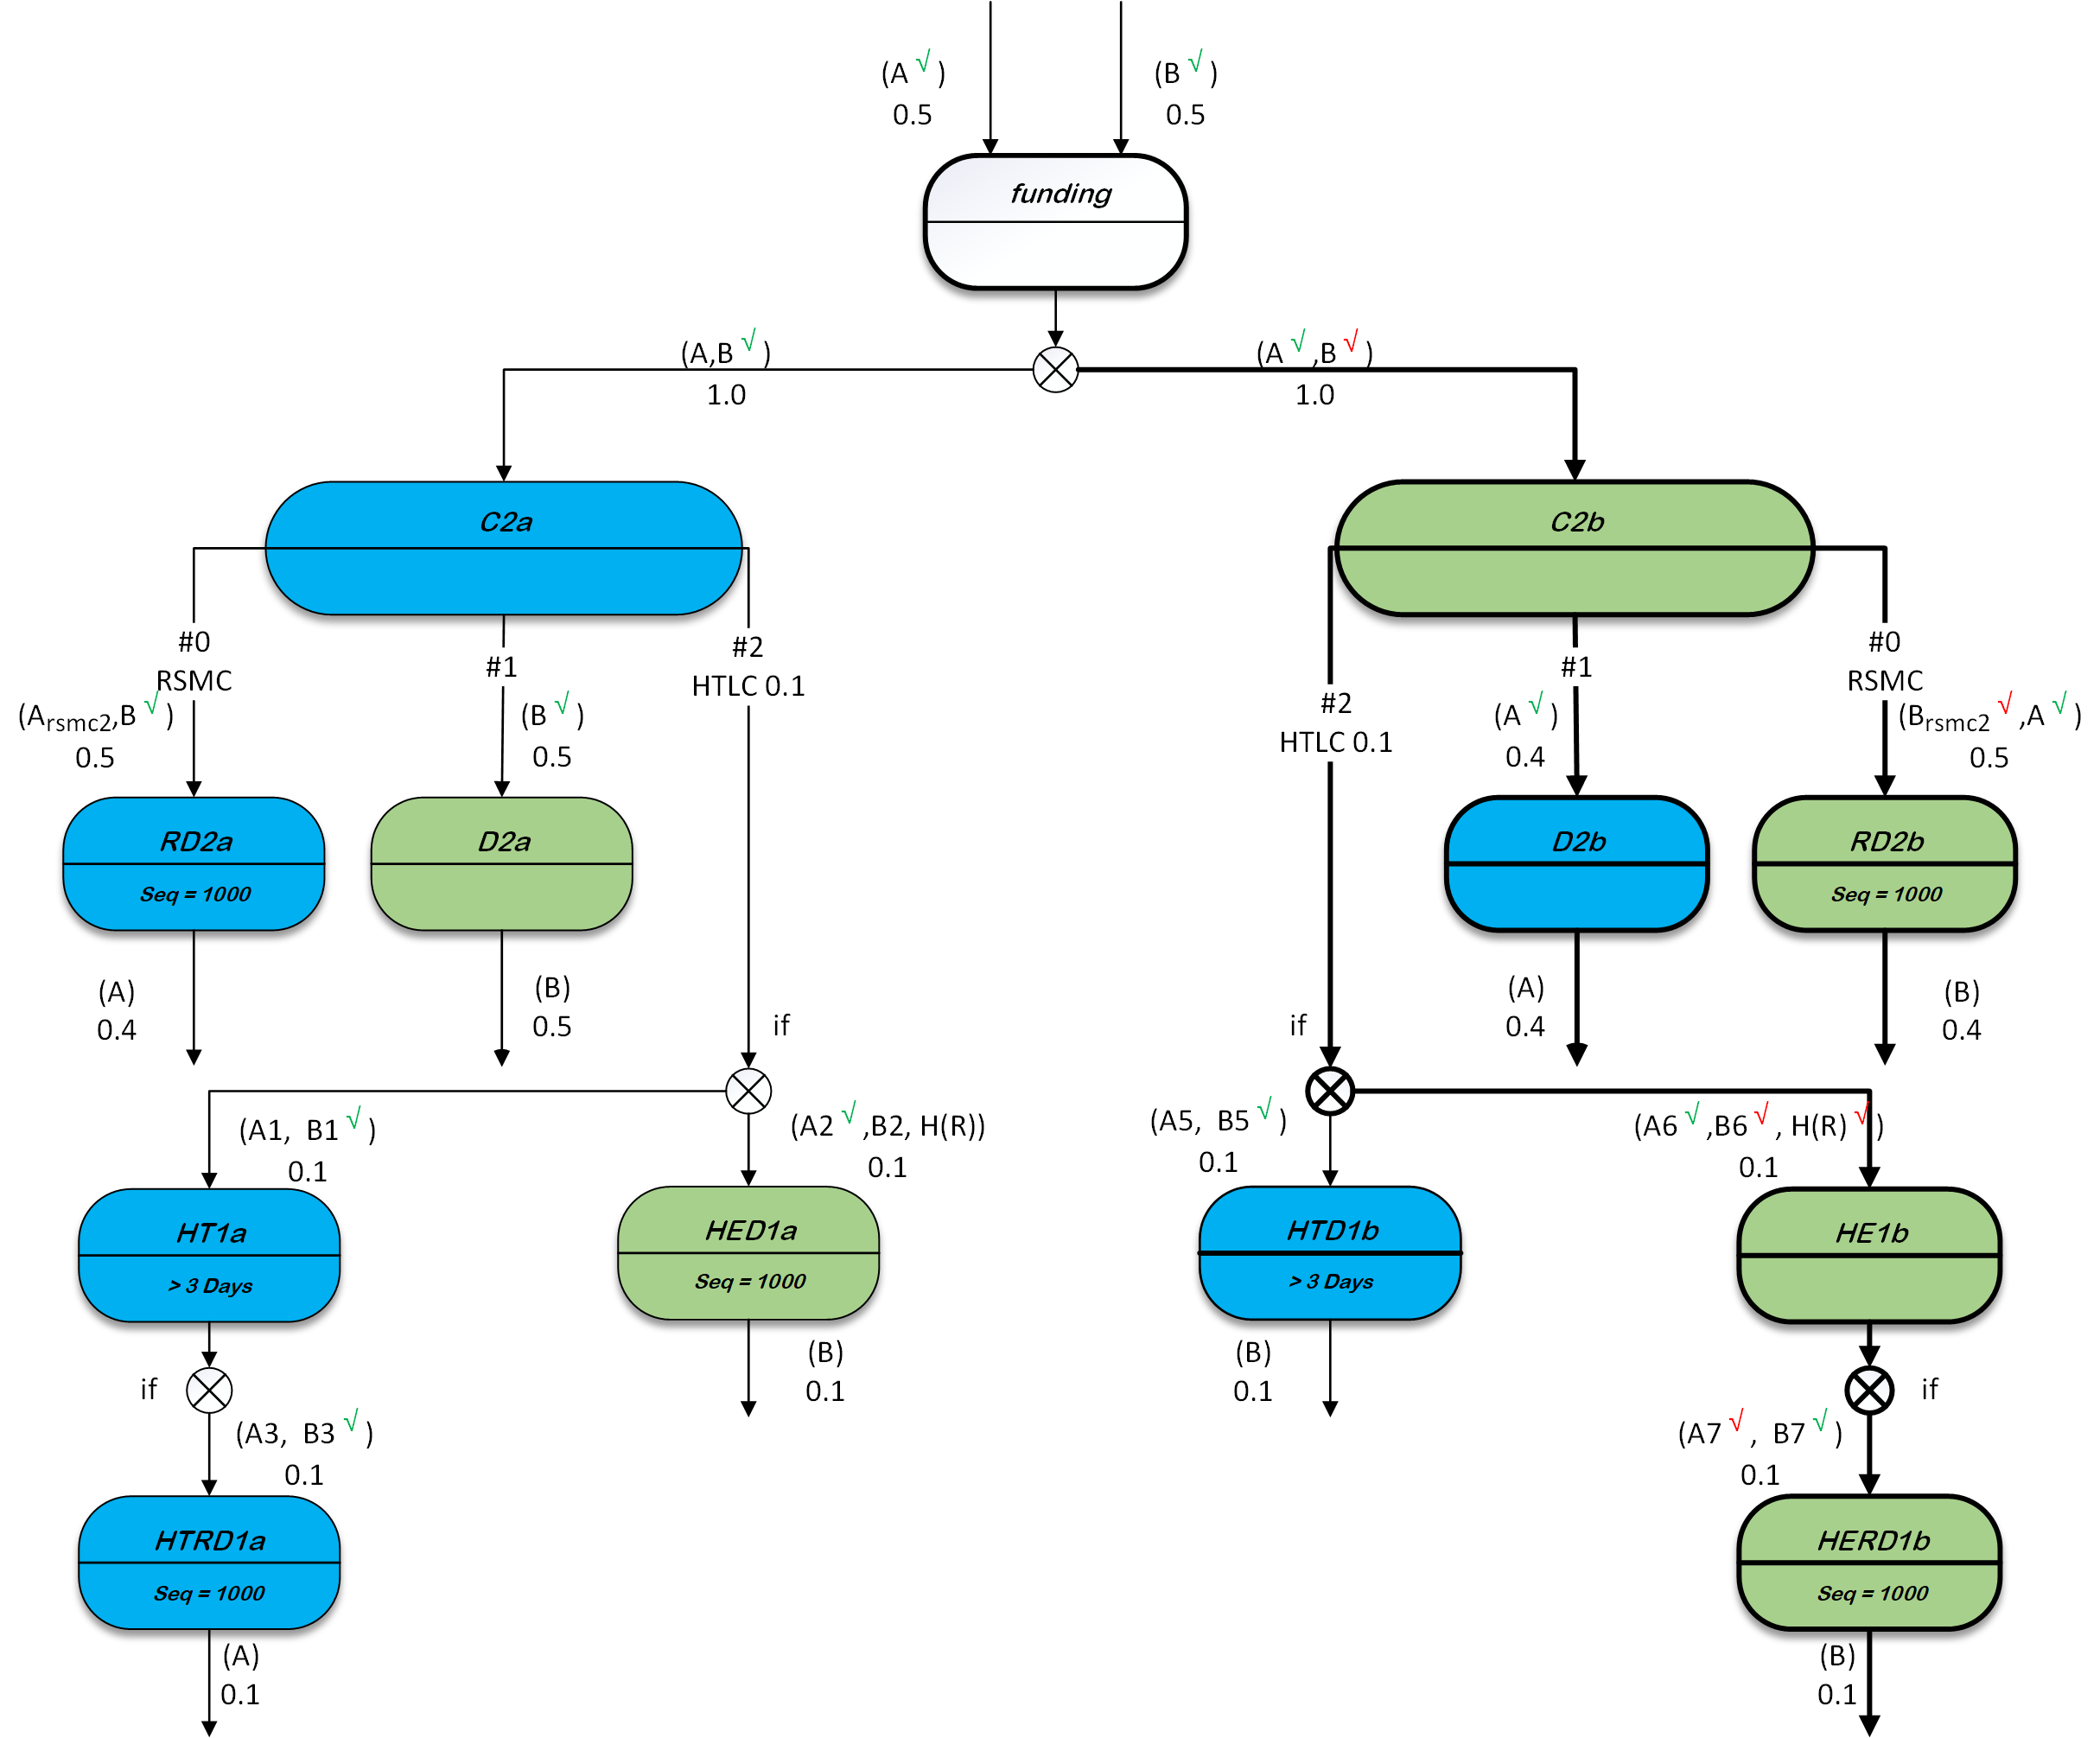 (A √ )
0.5
(B √ )
0.5
funding
(A,B √ )
1.0
(A √ ,B √ )
1.0
C2a
C2b
#0
RSMC
(Arsmc2,B √ )
0.5
#1
(B √ )
0.5
#2
HTLC 0.1
#2
HTLC 0.1
#1
(A √ )
0.4
#0
RSMC
(Brsmc2 √ ,A √ )
0.5
RD2a
Seq = 1000
D2a
D2b
RD2b
Seq = 1000
(A)
0.4
(B)
0.5
if
if
(A)
0.4
(B)
0.4
(A1, B1 √ )
0.1
(A2 √ ,B2, H(R))
0.1
(A5, B5 √ )
0.1
(A6 √ ,B6 √ , H(R) √ )
0.1
HT1a
> 3 Days
HED1a
Seq = 1000
HTD1b
> 3 Days
HE1b
if
(B)
0.1
(B)
0.1
if
(A3, B3 √ )
0.1
(A7 √ , B7 √ )
0.1
HTRD1a
Seq = 1000
HERD1b
Seq = 1000
(A)
0.1
(B)
0.1